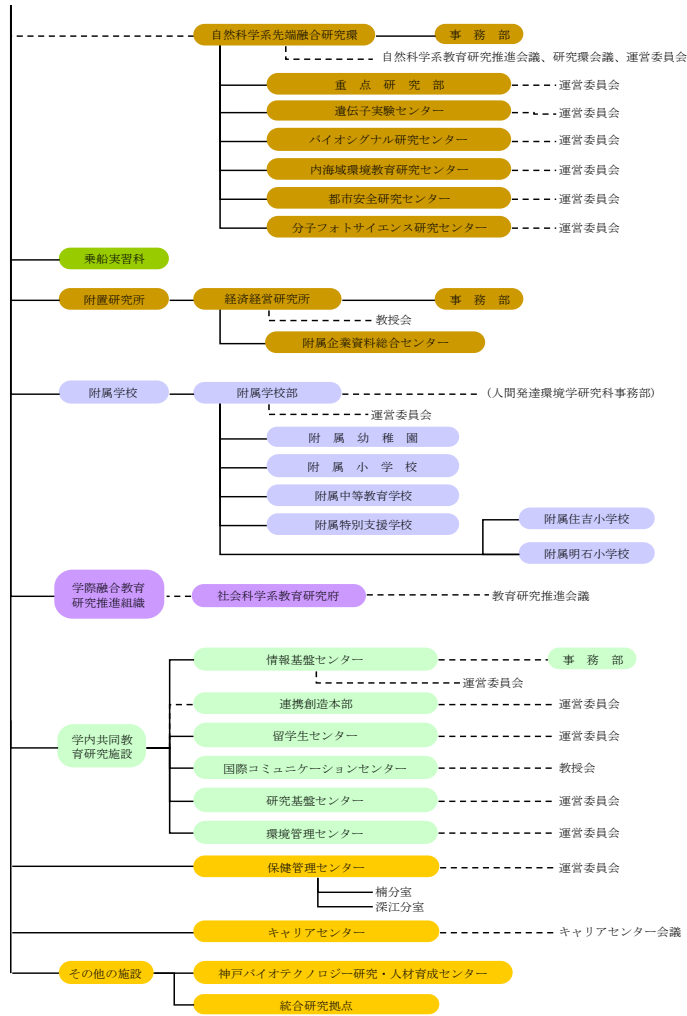 自然科学系先端融合研究環
事 務 部
自然科学系教育研究推進会議、研究環会議、運営委員会
重 点 研 究 部
運営委員会
遺伝子実験センター
運営委員会
バイオシグナル研究センター
運営委員会
内海域環境教育研究センター
運営委員会
都市安全研究センター
運営委員会
分子フォトサイエンス研究センター
運営委員会
乗船実習科
附置研究所
経済経営研究所
事 務 部
教授会
附属企業資料総合センター
附属学校
附属学校部
(人間発達環境学研究科事務部)
運営委員会
附 属 幼 稚 園
附 属 小 学 校
附属中等教育学校
附属特別支援学校
附属住吉小学校
附属明石小学校
学際融合教育
研究推進組織
社会科学系教育研究府
教育研究推進会議
情報基盤センター
事 務 部
運営委員会
連携創造本部
運営委員会
学内共同教
育研究施設
留学生センター
運営委員会
国際コミュニケーションセンター
教授会
研究基盤センター
運営委員会
環境管理センター
運営委員会
保健管理センター
運営委員会
楠分室
深江分室
キャリアセンター
キャリアセンター会議
その他の施設
神戸バイオテクノロジー研究・人材育成センター
統合研究拠点